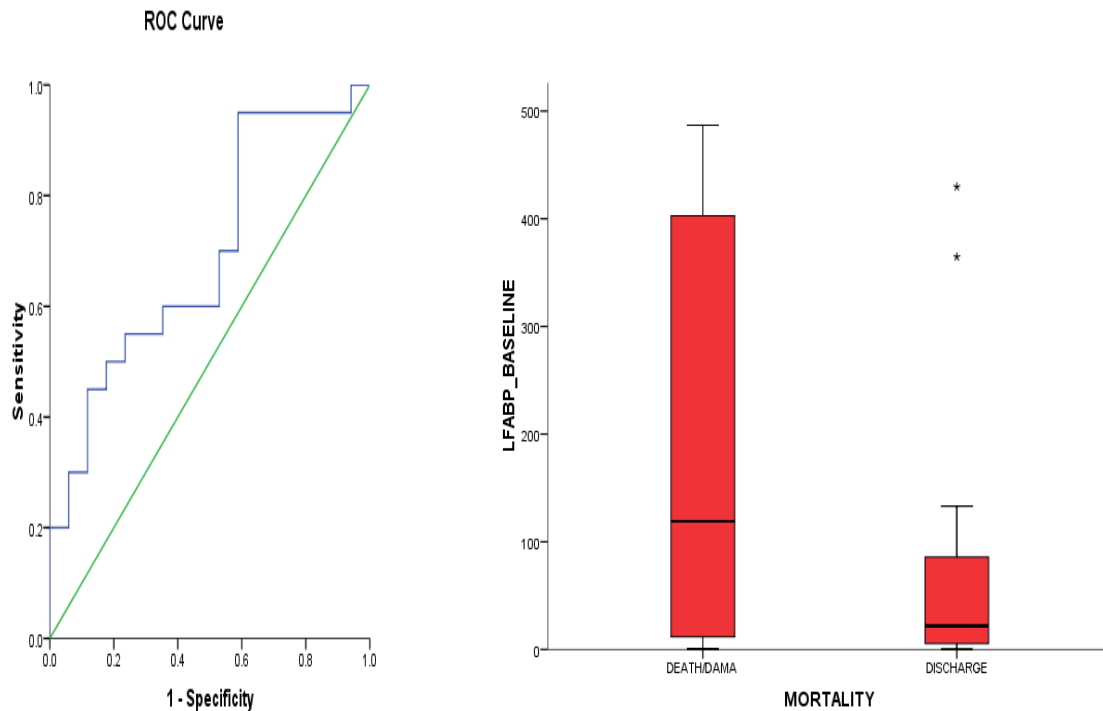 ROC Curve
Sensitivity
1.0
0.8
0.6
0.4
0.2
0.0
0.0 0.2 0.4 0.6 0.8 1.0
1 - Specificity
LFABP_BASELINE
500
400
300
200
100
0
DEATH/DAMA DISCHARGE
MORTALITY